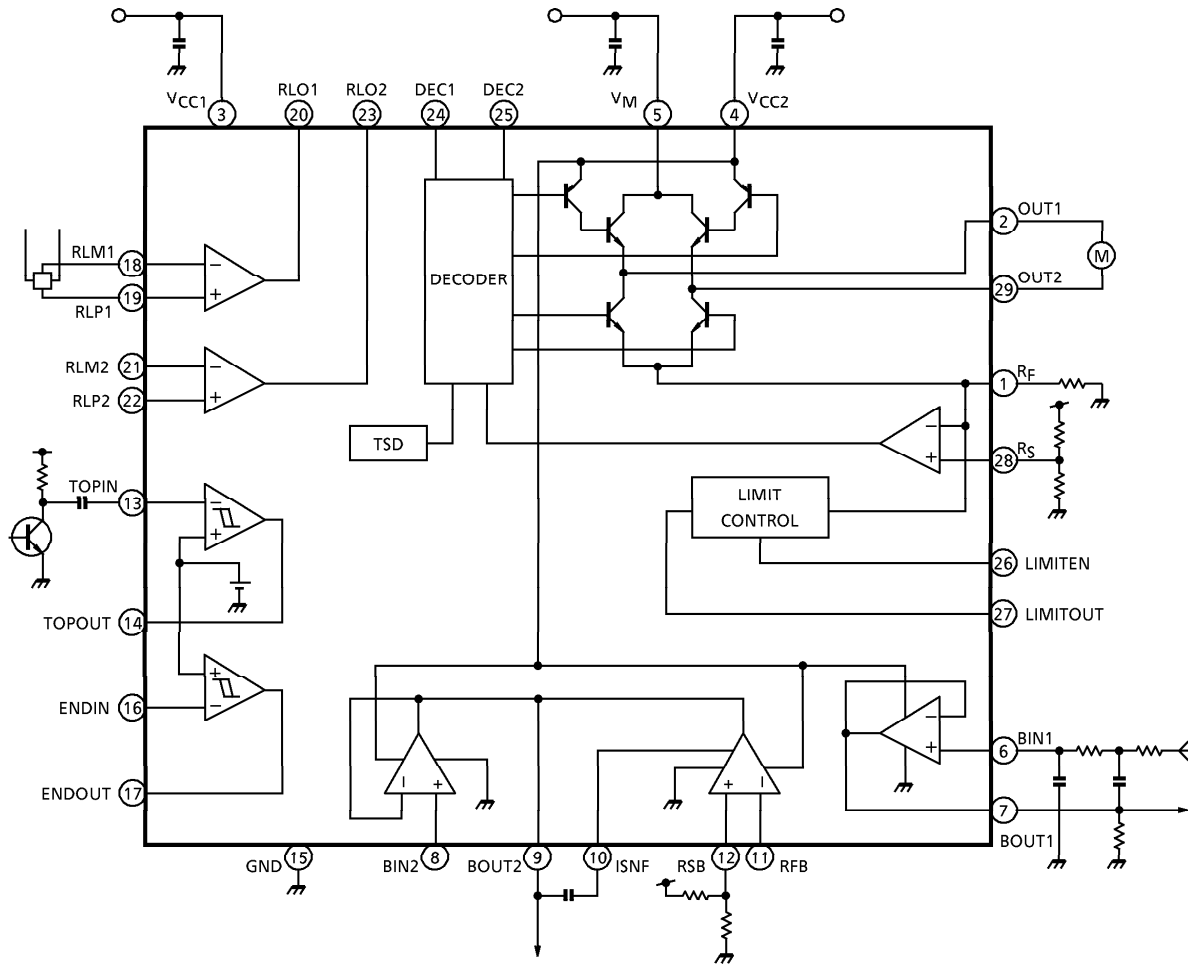 VCC1
RLO1
RLO2
DEC1
DEC2
VM
VCC2
3
20
23
24
25
5
4
OUT1
2
M
OUT2
29
RLM1
18
−
+
19
RLP1
DECODER
RLM2
21
−
+
RLP2
22
RF
1
TSD
−
+
RS
28
TOPIN
13
−
+
LIMIT
CONTROL
26
LIMITEN
27
LIMITOUT
TOPOUT
14
+
−
ENDIN
16
−
+
BIN1
6
ENDOUT
17
−
+
+
−
7
BOUT1
GND
15
BIN2
8
BOUT2
9
10
ISNF
RSB
12
11
RFB